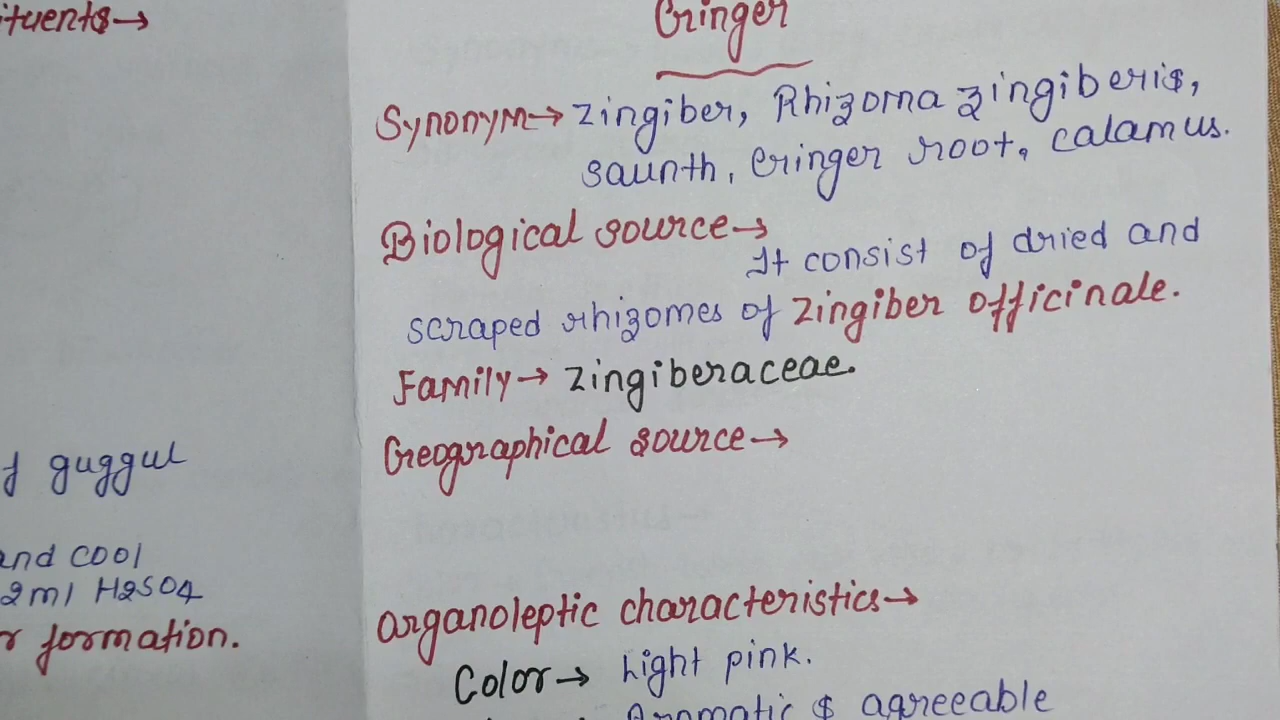 ituents→
f guggul
and cool
2ml H2SO4
r formation.
Ginger
Synonym→ Zingiber, Rhizoma zingiberis,
saunth, Ginger root, calamus.
Biological source→
It consist of dried and
scraped rhizomes of Zingiber officinale.
Family→ Zingiberaceae.
Geographical source→
Organoleptic characteristics→
Color→ Light pink.
Aromatic & agreeable